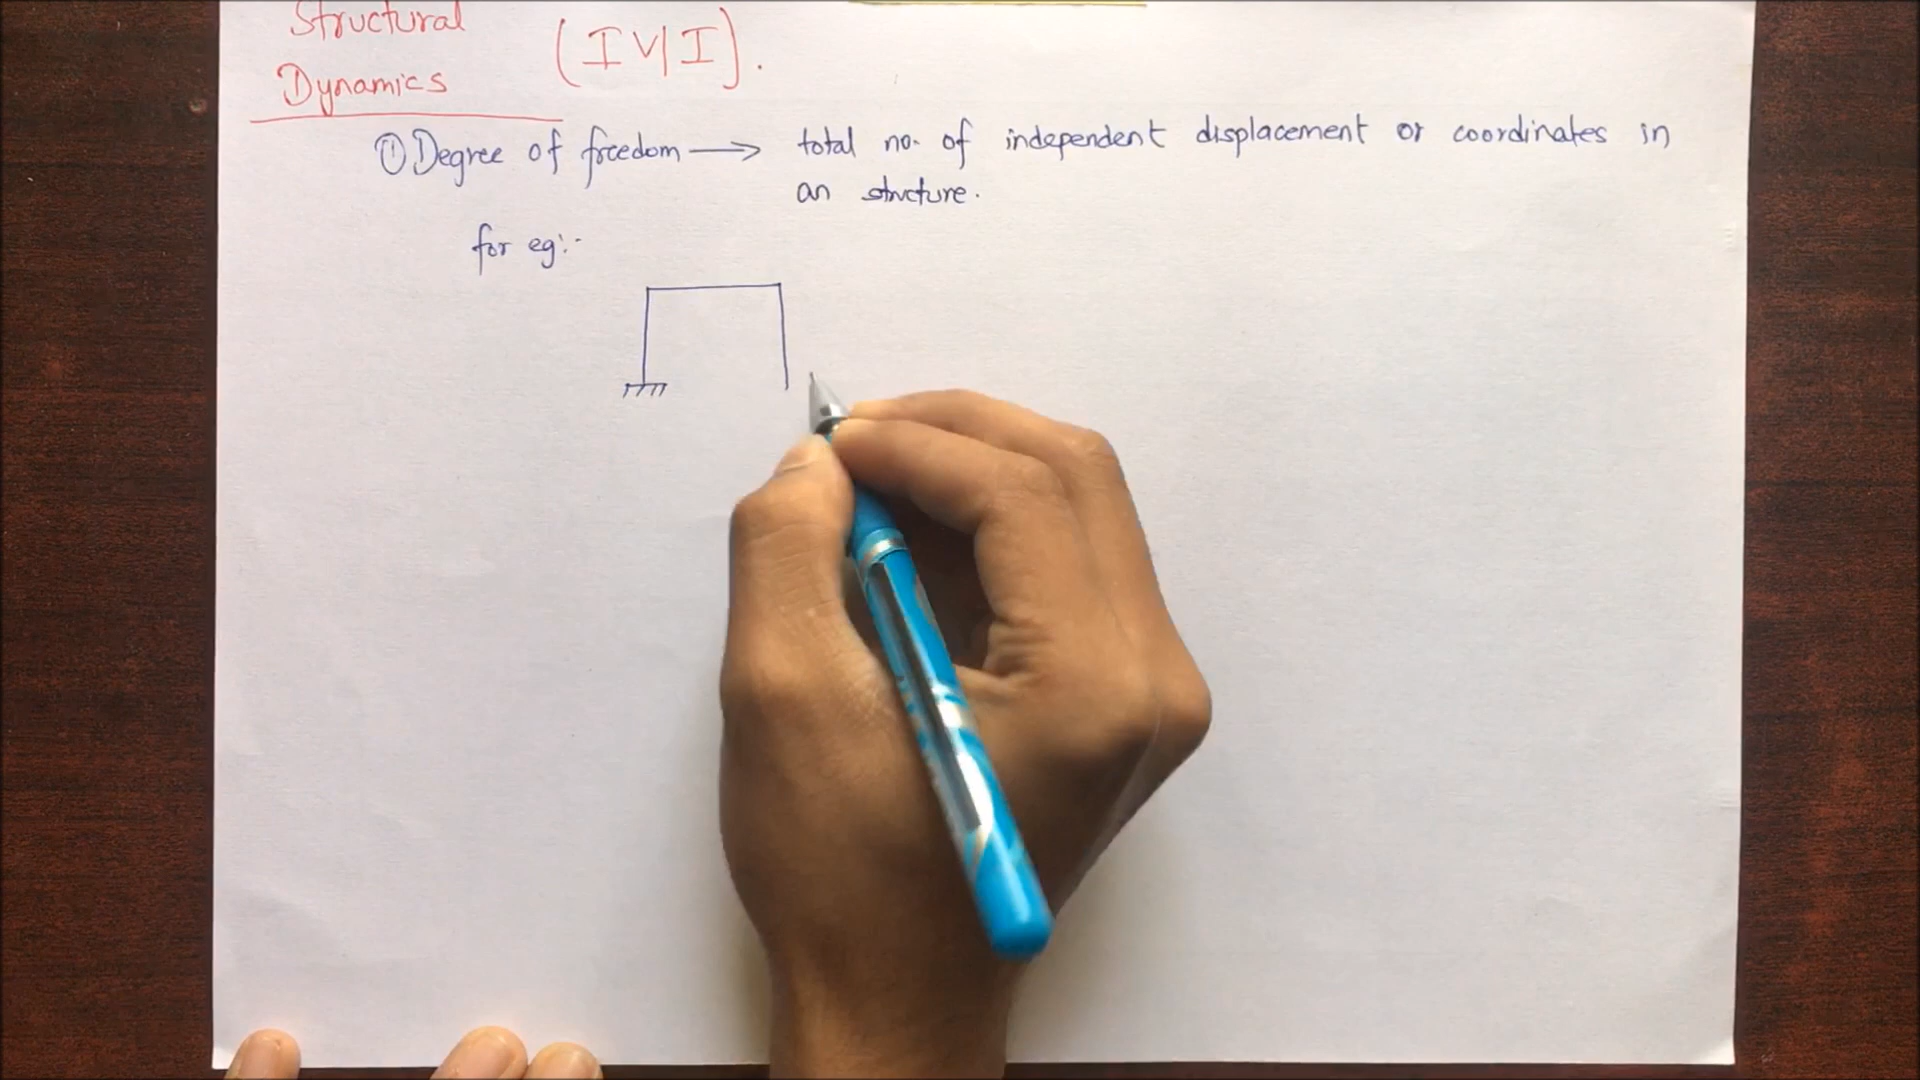 Structural
Dynamics
(IV/I).
① Degree of freedom → total no. of independent displacement or coordinates in
an structure.
for eg:-